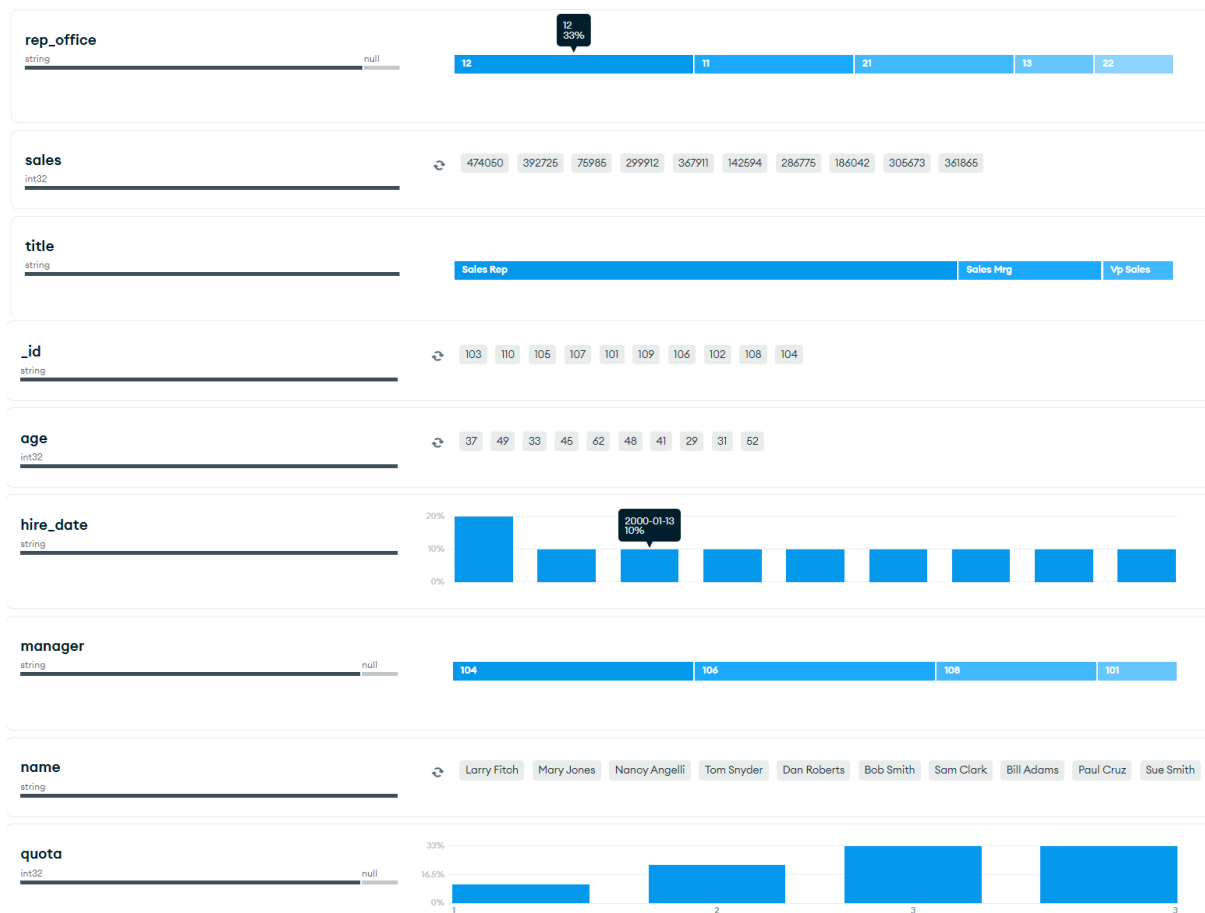 12
33%
rep_office
string null
12 11 21 13 22
sales
int32
474050 392725 75985 299912 367911 142594 286775 186042 305673 361865
title
string
Sales Rep Sales Mrg Vp Sales
_id
string
103 110 105 107 101 109 106 102 108 104
age
int32
37 49 33 45 62 48 41 29 31 52
hire_date
string
20%
10%
0%
2000-01-13
10%
manager
string null
104 106 108 101
name
string
Larry Fitch Mary Jones Nancy Angelli Tom Snyder Dan Roberts Bob Smith Sam Clark Bill Adams Paul Cruz Sue Smith
quota
int32 null
33%
16.5%
0%
1 2 3 3